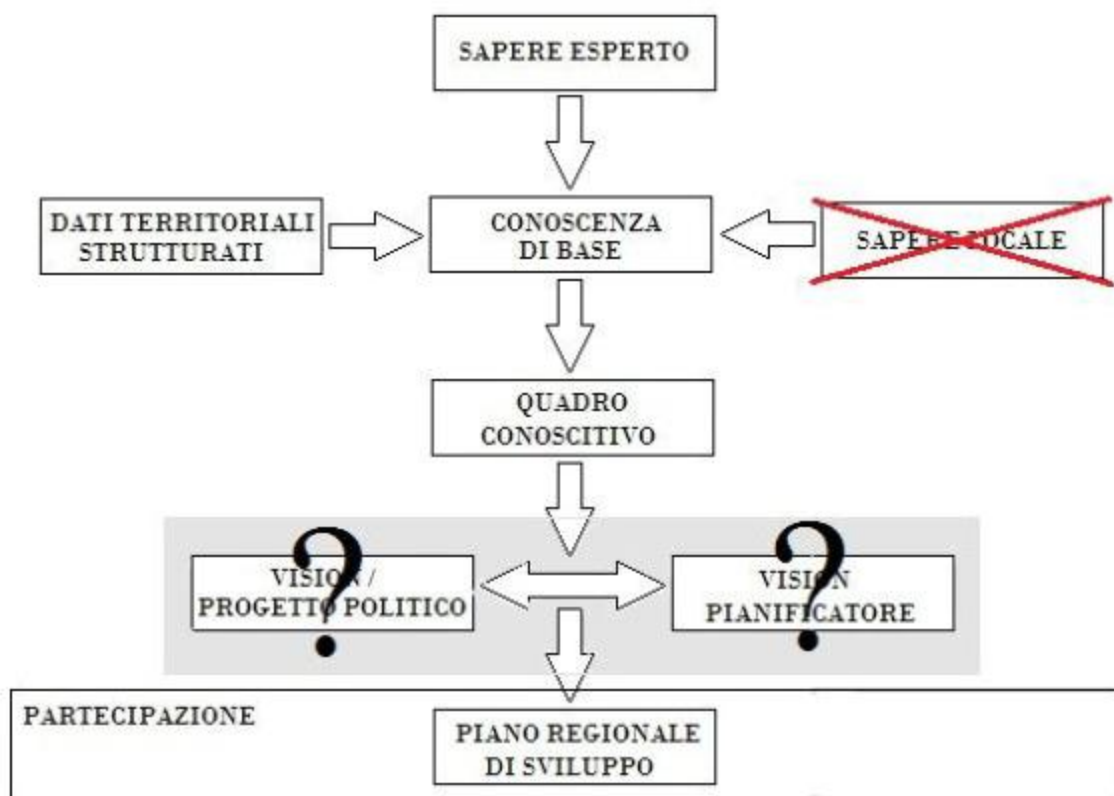 SAPERE ESPERTO
DATI TERRITORIALI
STRUTTURATI
CONOSCENZA
DI BASE
SAPERE LOCALE
QUADRO
CONOSCITIVO
?
VISION /
PROGETTO POLITICO
?
VISION
PIANIFICATORE
PARTECIPAZIONE
PIANO REGIONALE
DI SVILUPPO